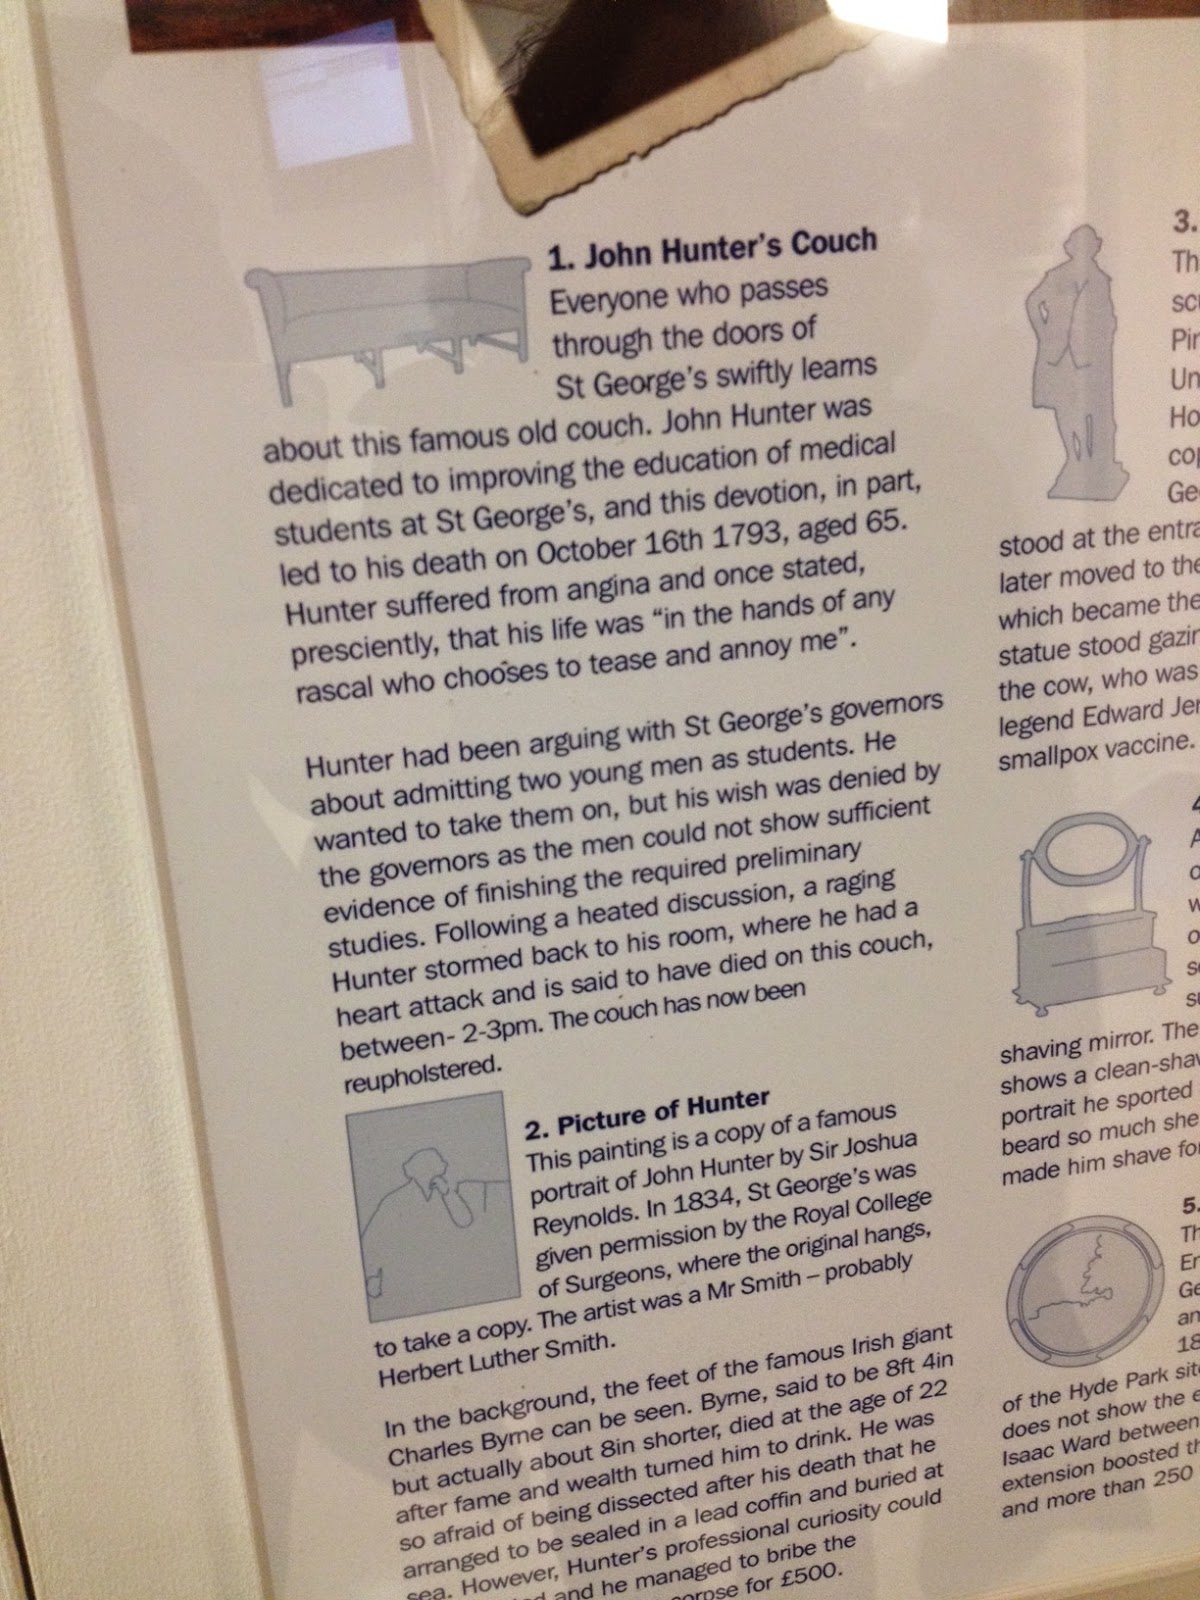 1. John Hunter's Couch
Everyone who passes
through the doors of
St George's swiftly learns
about this famous old couch. John Hunter was
dedicated to improving the education of medical
students at St George's, and this devotion, in part,
led to his death on October 16th 1793, aged 65.
Hunter suffered from angina and once stated,
presciently, that his life was “in the hands of any
rascal who chooses to tease and annoy me”.
Hunter had been arguing with St George's governors
about admitting two young men as students. He
wanted to take them on, but his wish was denied by
the governors as the men could not show sufficient
evidence of finishing the required preliminary
studies. Following a heated discussion, a raging
Hunter stormed back to his room, where he had a
heart attack and is said to have died on this couch,
between- 2-3pm. The couch has now been
reupholstered.
2. Picture of Hunter
This painting is a copy of a famous
portrait of John Hunter by Sir Joshua
Reynolds. In 1834, St George's was
given permission by the Royal College
of Surgeons, where the original hangs,
to take a copy. The artist was a Mr Smith – probably
Herbert Luther Smith.
In the background, the feet of the famous Irish giant
Charles Byrne can be seen. Byrne, said to be 8ft 4in
but actually about 8in shorter, died at the age of 22
after fame and wealth turned him to drink. He was
so afraid of being dissected after his death that he
arranged to be sealed in a lead coffin and buried at
sea. However, Hunter's professional curiosity could
and he managed to bribe the
corpse for £500.
3.
stood at the
later moved to the
which became the
statue stood
the cow, who was
legend Edward
smallpox vaccine.
shaving mirror. The
shows a
portrait he sported
beard so much she
made him shave
5.
of the Hyde Park
does not show the
Isaac Ward between
extension boosted
and more than 250